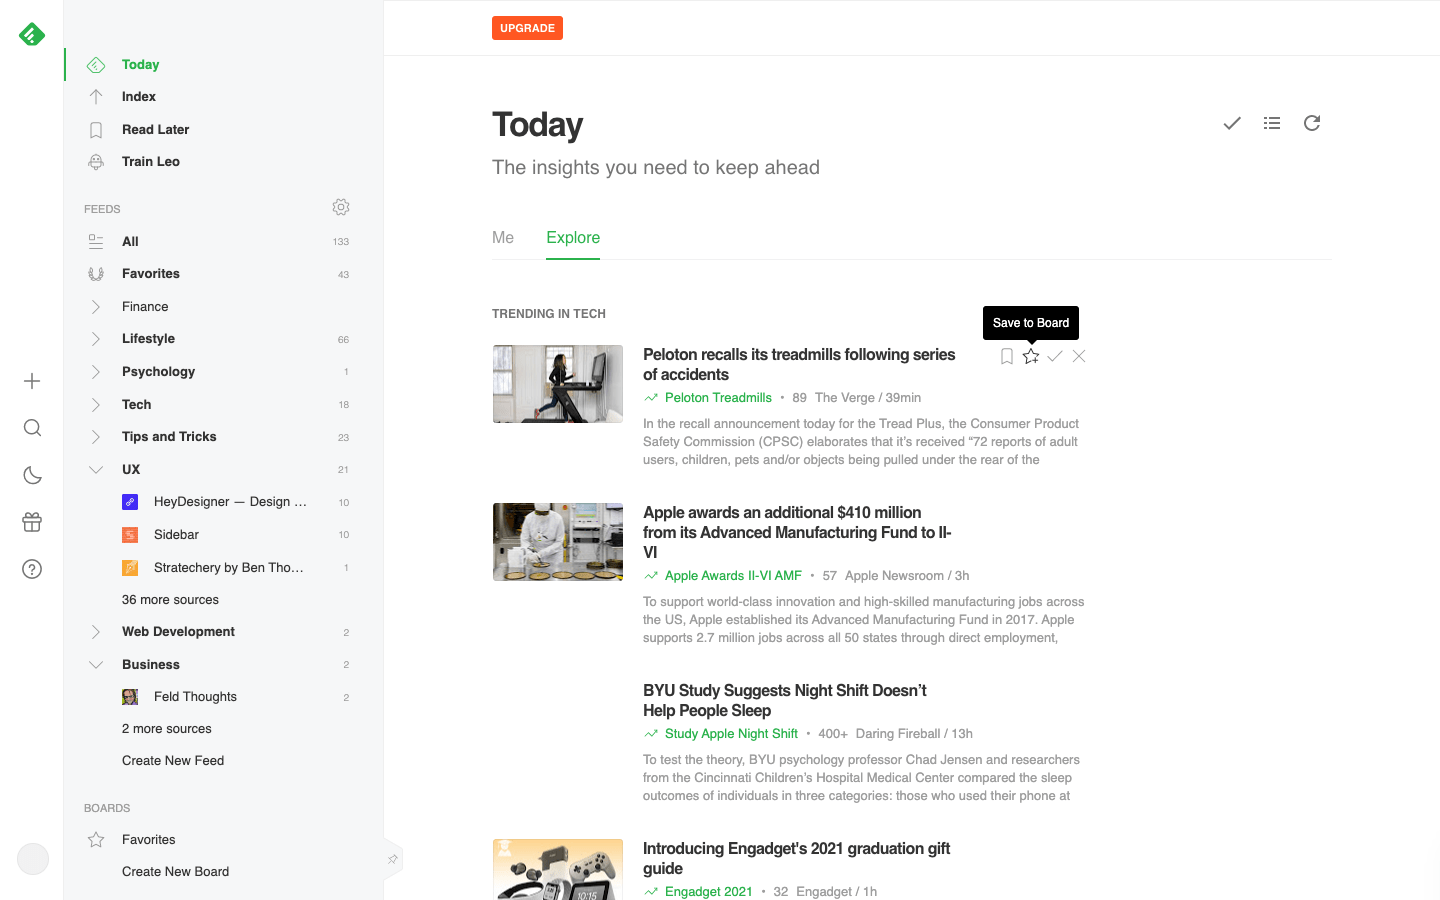 UPGRADE
Today
Index
Read Later
Train Leo
FEEDS
All 133
Favorites 43
Finance
Lifestyle 66
Psychology 1
Tech 18
Tips and Tricks 23
UX 21
HeyDesigner — Design ... 10
Sidebar 10
Stratechery by Ben Tho... 1
36 more sources
Web Development 2
Business 2
Feld Thoughts 2
2 more sources
Create New Feed
BOARDS
Favorites
Create New Board
Today
The insights you need to keep ahead
Me Explore
TRENDING IN TECH
Save to Board
Peloton recalls its treadmills following series
of accidents
Peloton Treadmills • 89 The Verge / 39min
In the recall announcement today for the Tread Plus, the Consumer Product
Safety Commission (CPSC) elaborates that it's received “72 reports of adult
users, children, pets and/or objects being pulled under the rear of the
Apple awards an additional $410 million
from its Advanced Manufacturing Fund to II-
VI
Apple Awards II-VI AMF • 57 Apple Newsroom / 3h
To support world-class innovation and high-skilled manufacturing jobs across
the US, Apple established its Advanced Manufacturing Fund in 2017. Apple
supports 2.7 million jobs across all 50 states through direct employment,
BYU Study Suggests Night Shift Doesn’t
Help People Sleep
Study Apple Night Shift • 400+ Daring Fireball / 13h
To test the theory, BYU psychology professor Chad Jensen and researchers
from the Cincinnati Children’s Hospital Medical Center compared the sleep
outcomes of individuals in three categories: those who used their phone at
Introducing Engadget's 2021 graduation gift
guide
Engadget 2021 • 32 Engadget / 1h
10:15